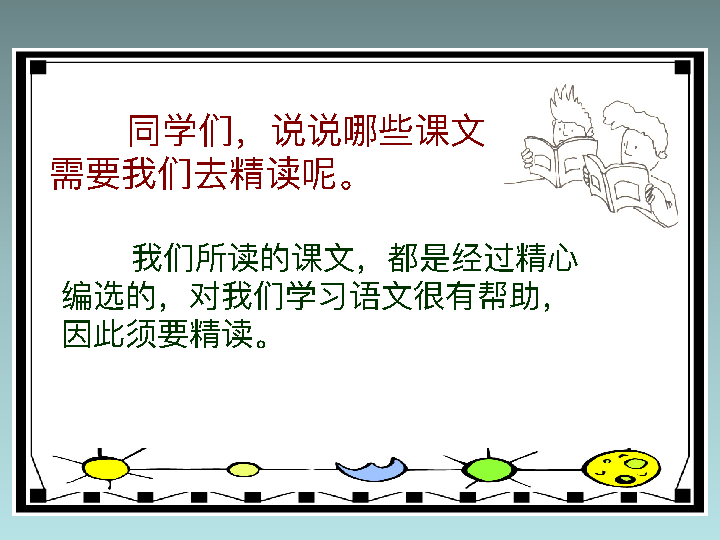 同学们，说说哪些课文
需要我们去精读呢。
我们所读的课文，都是经过精心
编选的，对我们学习语文很有帮助，
因此须要精读。